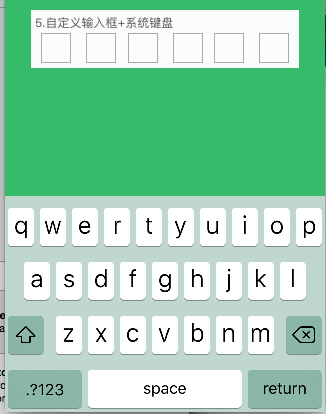 5.自定义输入框+系统键盘
q w e r t y u i o p
a s d f g h j k l
z x c v b n m
.?123 space return